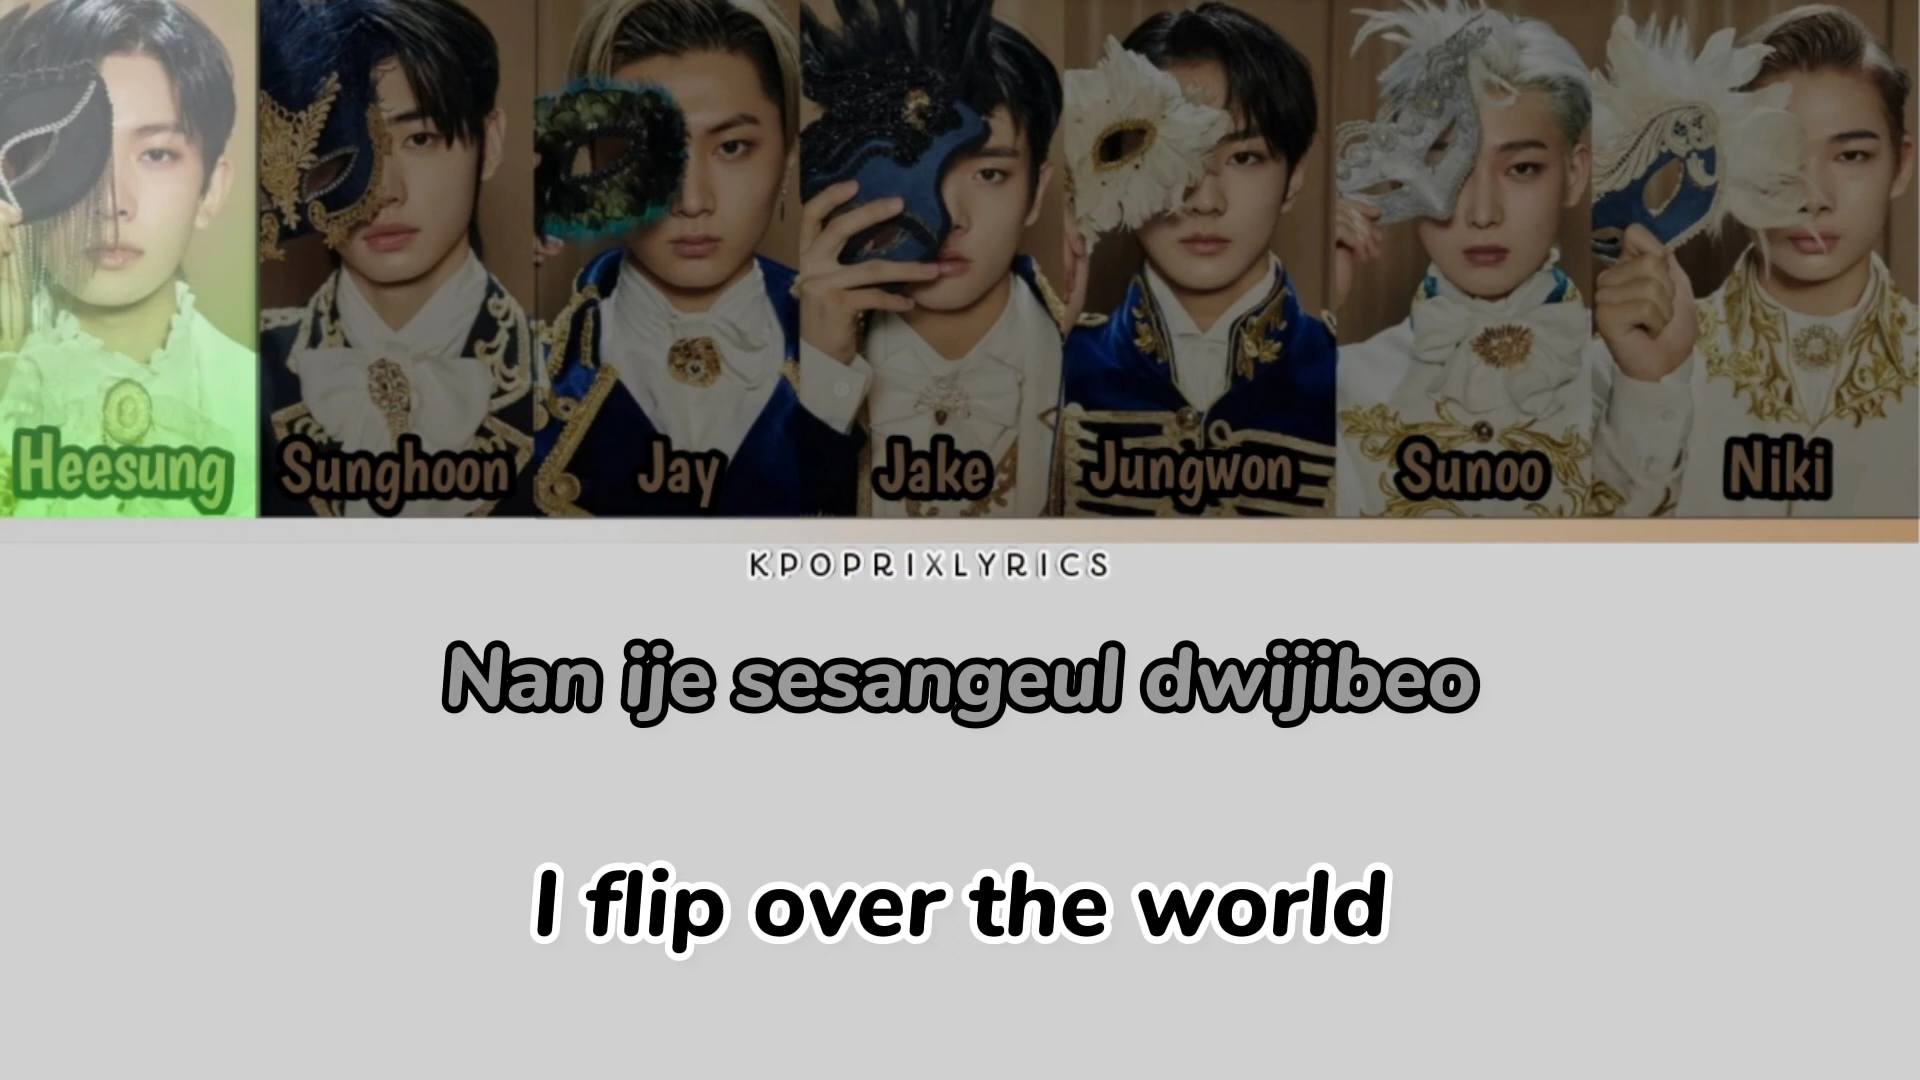 Heesung Sunghoon Jay Jake Jungwon Sunoo Niki
KPOPRIXLYRICS
Nan ije sesangeul dwijibeo
I flip over the world